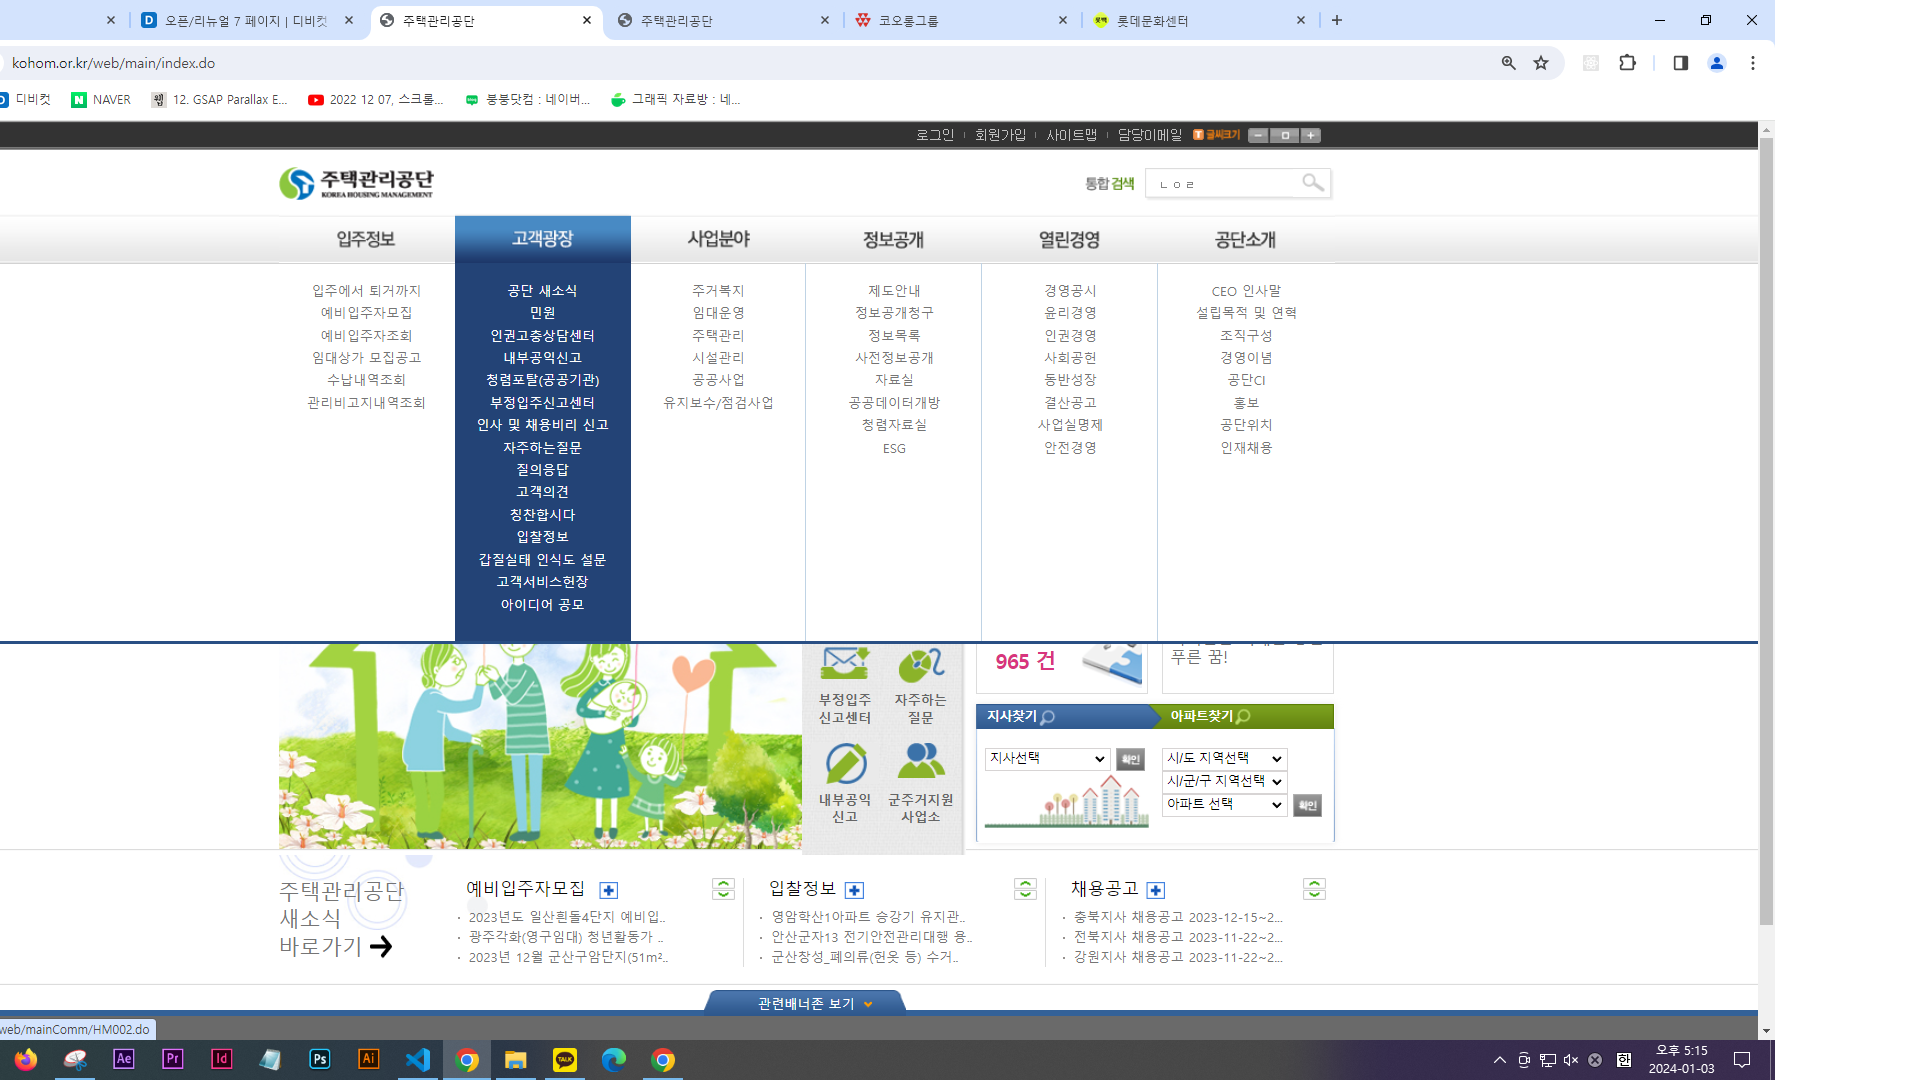 오픈/리뉴얼 7 페이지 | 디비컷
주택관리공단
주택관리공단
코오롱그룹
롯데문화센터
kohom.or.kr/web/main/index.do
디비컷
NAVER
12. GSAP Parallax E...
2022 12 07, 스크롤...
붕붕닷컴 : 네이버...
그래픽 자료방 : 네...
로그인
회원가입
사이트맵
담당이메일
글씨크기
주택관리공단
KOREA HOUSING MANAGEMENT
통합검색
ㄴㅇㄹ
입주정보
고객광장
사업분야
정보공개
열린경영
공단소개
입주에서 퇴거까지
예비입주자모집
예비입주자조회
임대상가 모집공고
수납내역조회
관리비고지내역조회
공단 새소식
민원
인권고충상담센터
내부공익신고
청렴포탈(공공기관)
부정입주신고센터
인사 및 채용비리 신고
자주하는질문
질의응답
고객의견
칭찬합시다
입찰정보
갑질실태 인식도 설문
고객서비스헌장
아이디어 공모
주거복지
임대운영
주택관리
시설관리
공공사업
유지보수/점검사업
제도안내
정보공개청구
정보목록
사전정보공개
자료실
공공데이터개방
청렴자료실
ESG
경영공시
윤리경영
인권경영
사회공헌
동반성장
결산공고
사업실명제
안전경영
CEO 인사말
설립목적 및 연혁
조직구성
경영이념
공단CI
홍보
공단위치
인재채용
부정입주
신고센터
자주하는
질문
내부공익
신고
군주거지원
사업소
965 건
푸른 꿈!
지사찾기
아파트찾기
지사선택
확인
시/도 지역선택
시/군/구 지역선택
아파트 선택
확인
주택관리공단
새소식
바로가기
예비입주자모집
· 2023년도 일산흰돌4단지 예비입..
· 광주각화(영구임대) 청년활동가 ..
· 2023년 12월 군산구암단지(51m²..
입찰정보
· 영암학산1아파트 승강기 유지관..
· 안산군자13 전기안전관리대행 용..
· 군산창성_폐의류(헌옷 등) 수거..
채용공고
· 충북지사 채용공고 2023-12-15~2...
· 전북지사 채용공고 2023-11-22~2...
· 강원지사 채용공고 2023-11-22~2...
관련배너존 보기
web/mainComm/HM002.do
Ae
Pr
Id
Ps
Ai
TALK
한
오후 5:15
2024-01-03